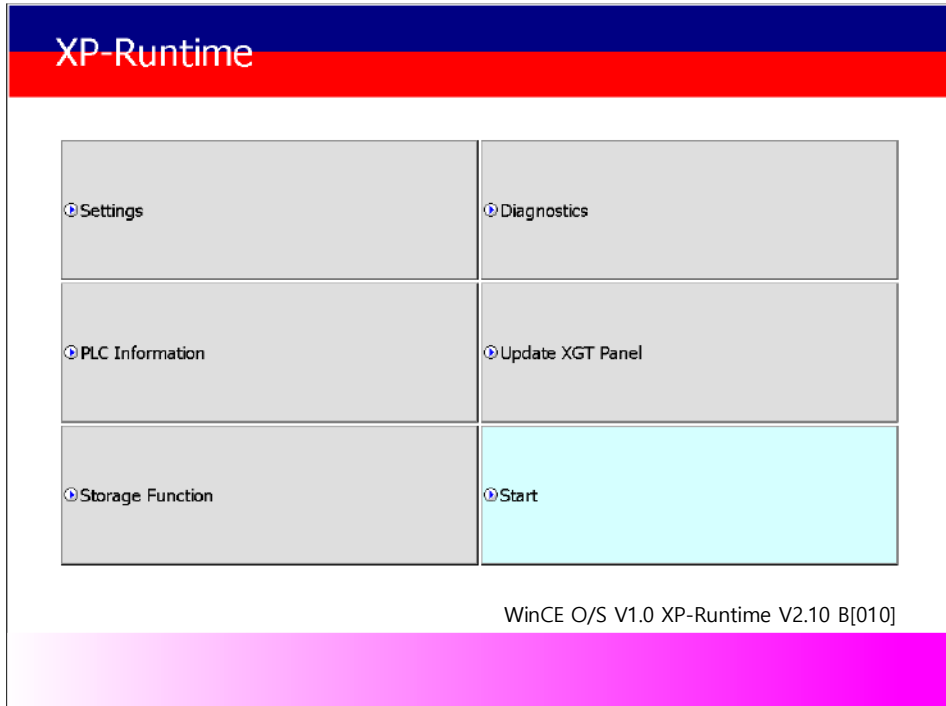 XP-Runtime
Settings
Diagnostics
PLC Information
Update XGT Panel
Storage Function
Start
WinCE O/S V1.0 XP-Runtime V2.10 B[010]